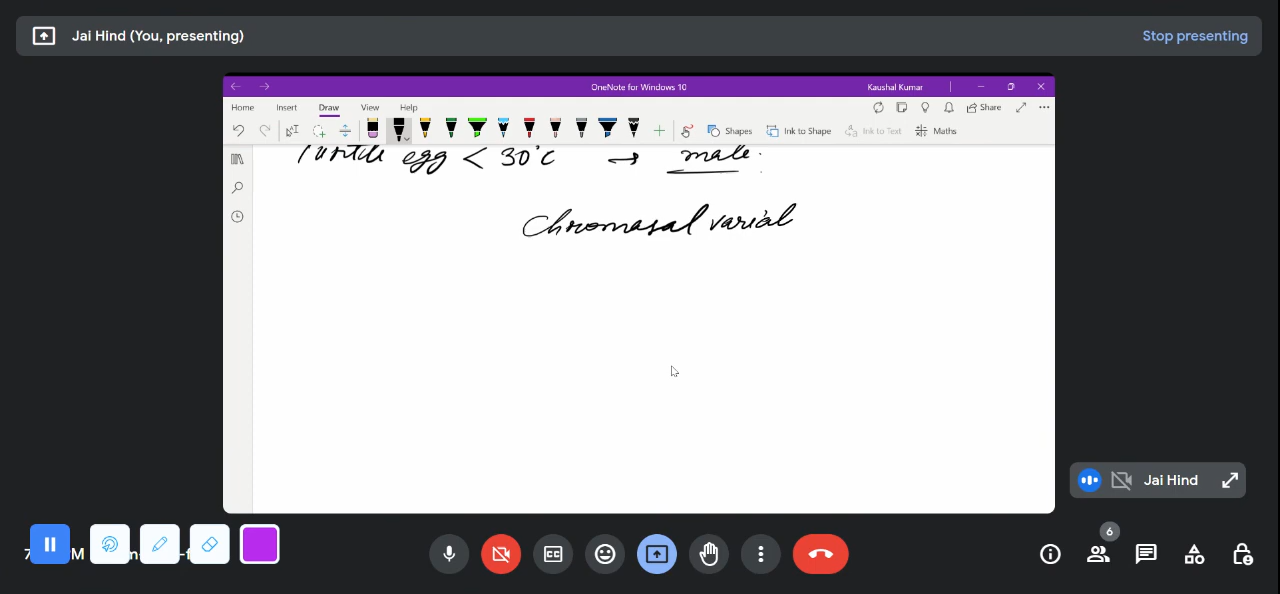 Jai Hind (You, presenting)
Stop presenting
OneNote for Windows 10
Kaushal Kumar
Home Insert Draw View Help
Share
Shapes Ink to Shape Ink to Text Maths
egg < 30°C → male.
Chromasal varial
Jai Hind
6